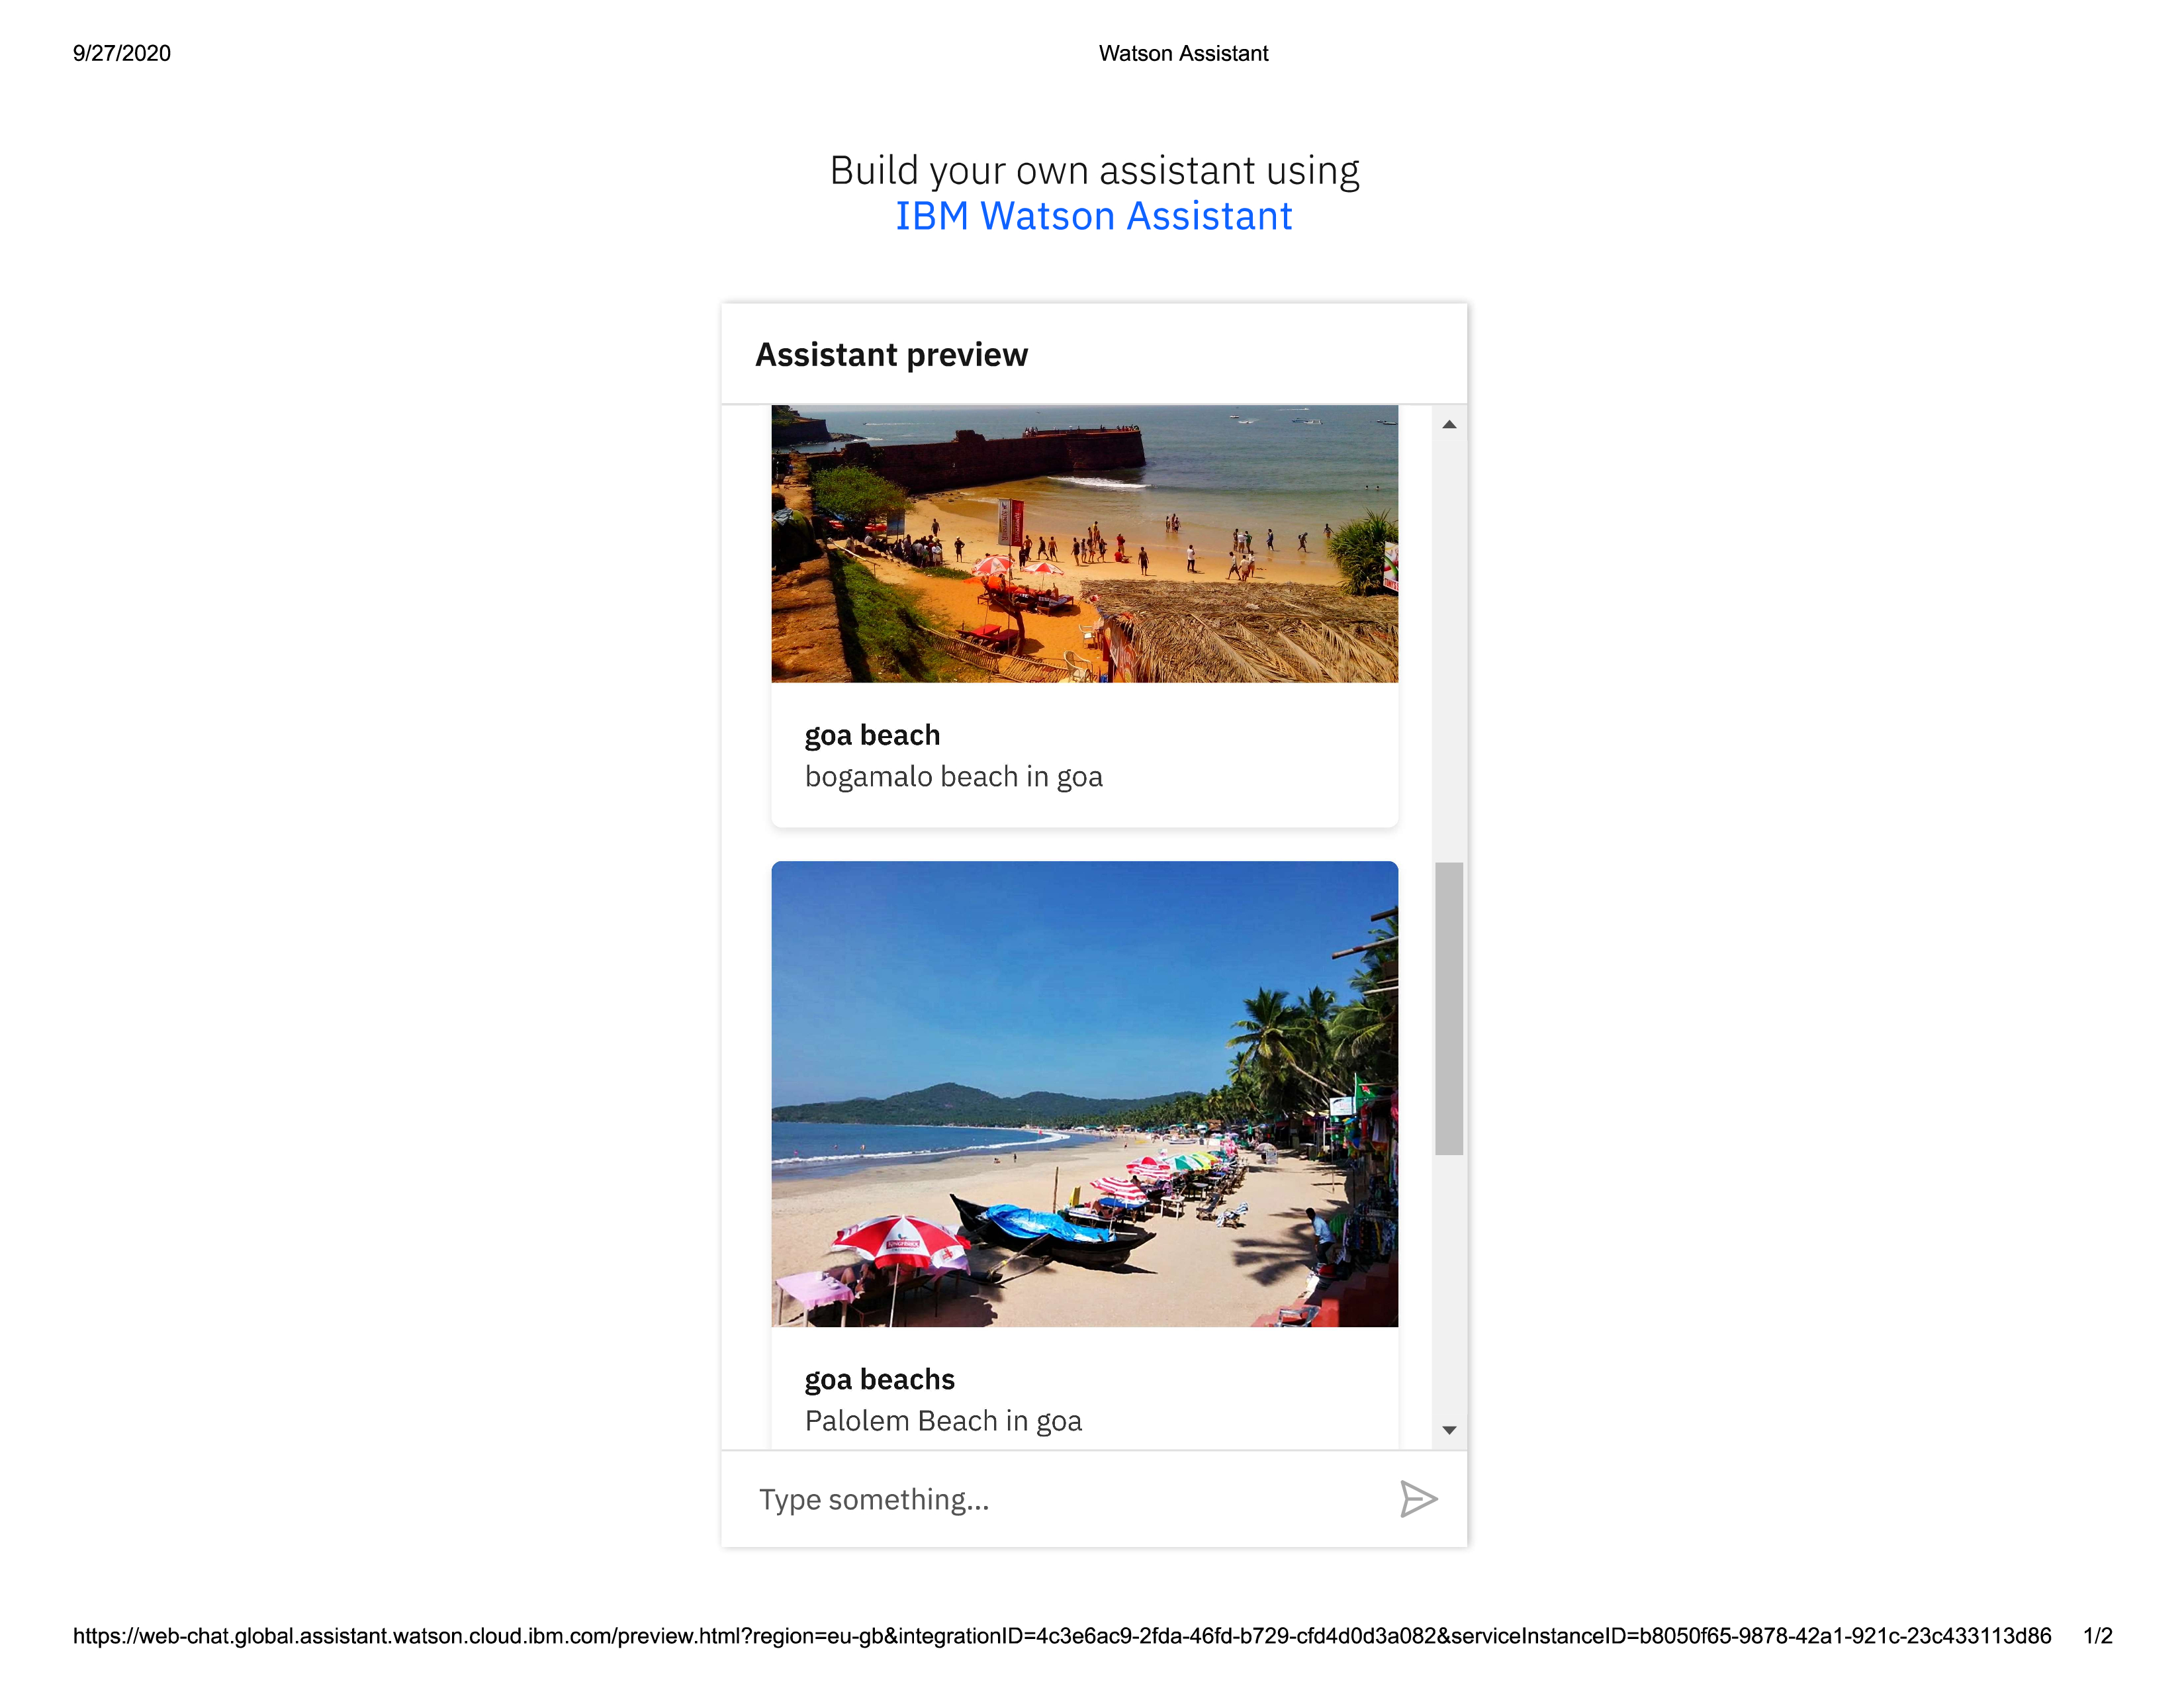 9/27/2020
Watson Assistant
Build your own assistant using
IBM Watson Assistant
Assistant preview
goa beach
bogamalo beach in goa
goa beachs
Palolem Beach in goa
Type something...
https://web-chat.global.assistant.watson.cloud.ibm.com/preview.html?region=eu-gb&integrationID=4c3e6ac9-2fda-46fd-b729-cfd4d0d3a082&serviceInstanceID=b8050f65-9878-42a1-921c-23c433113d86
1/2